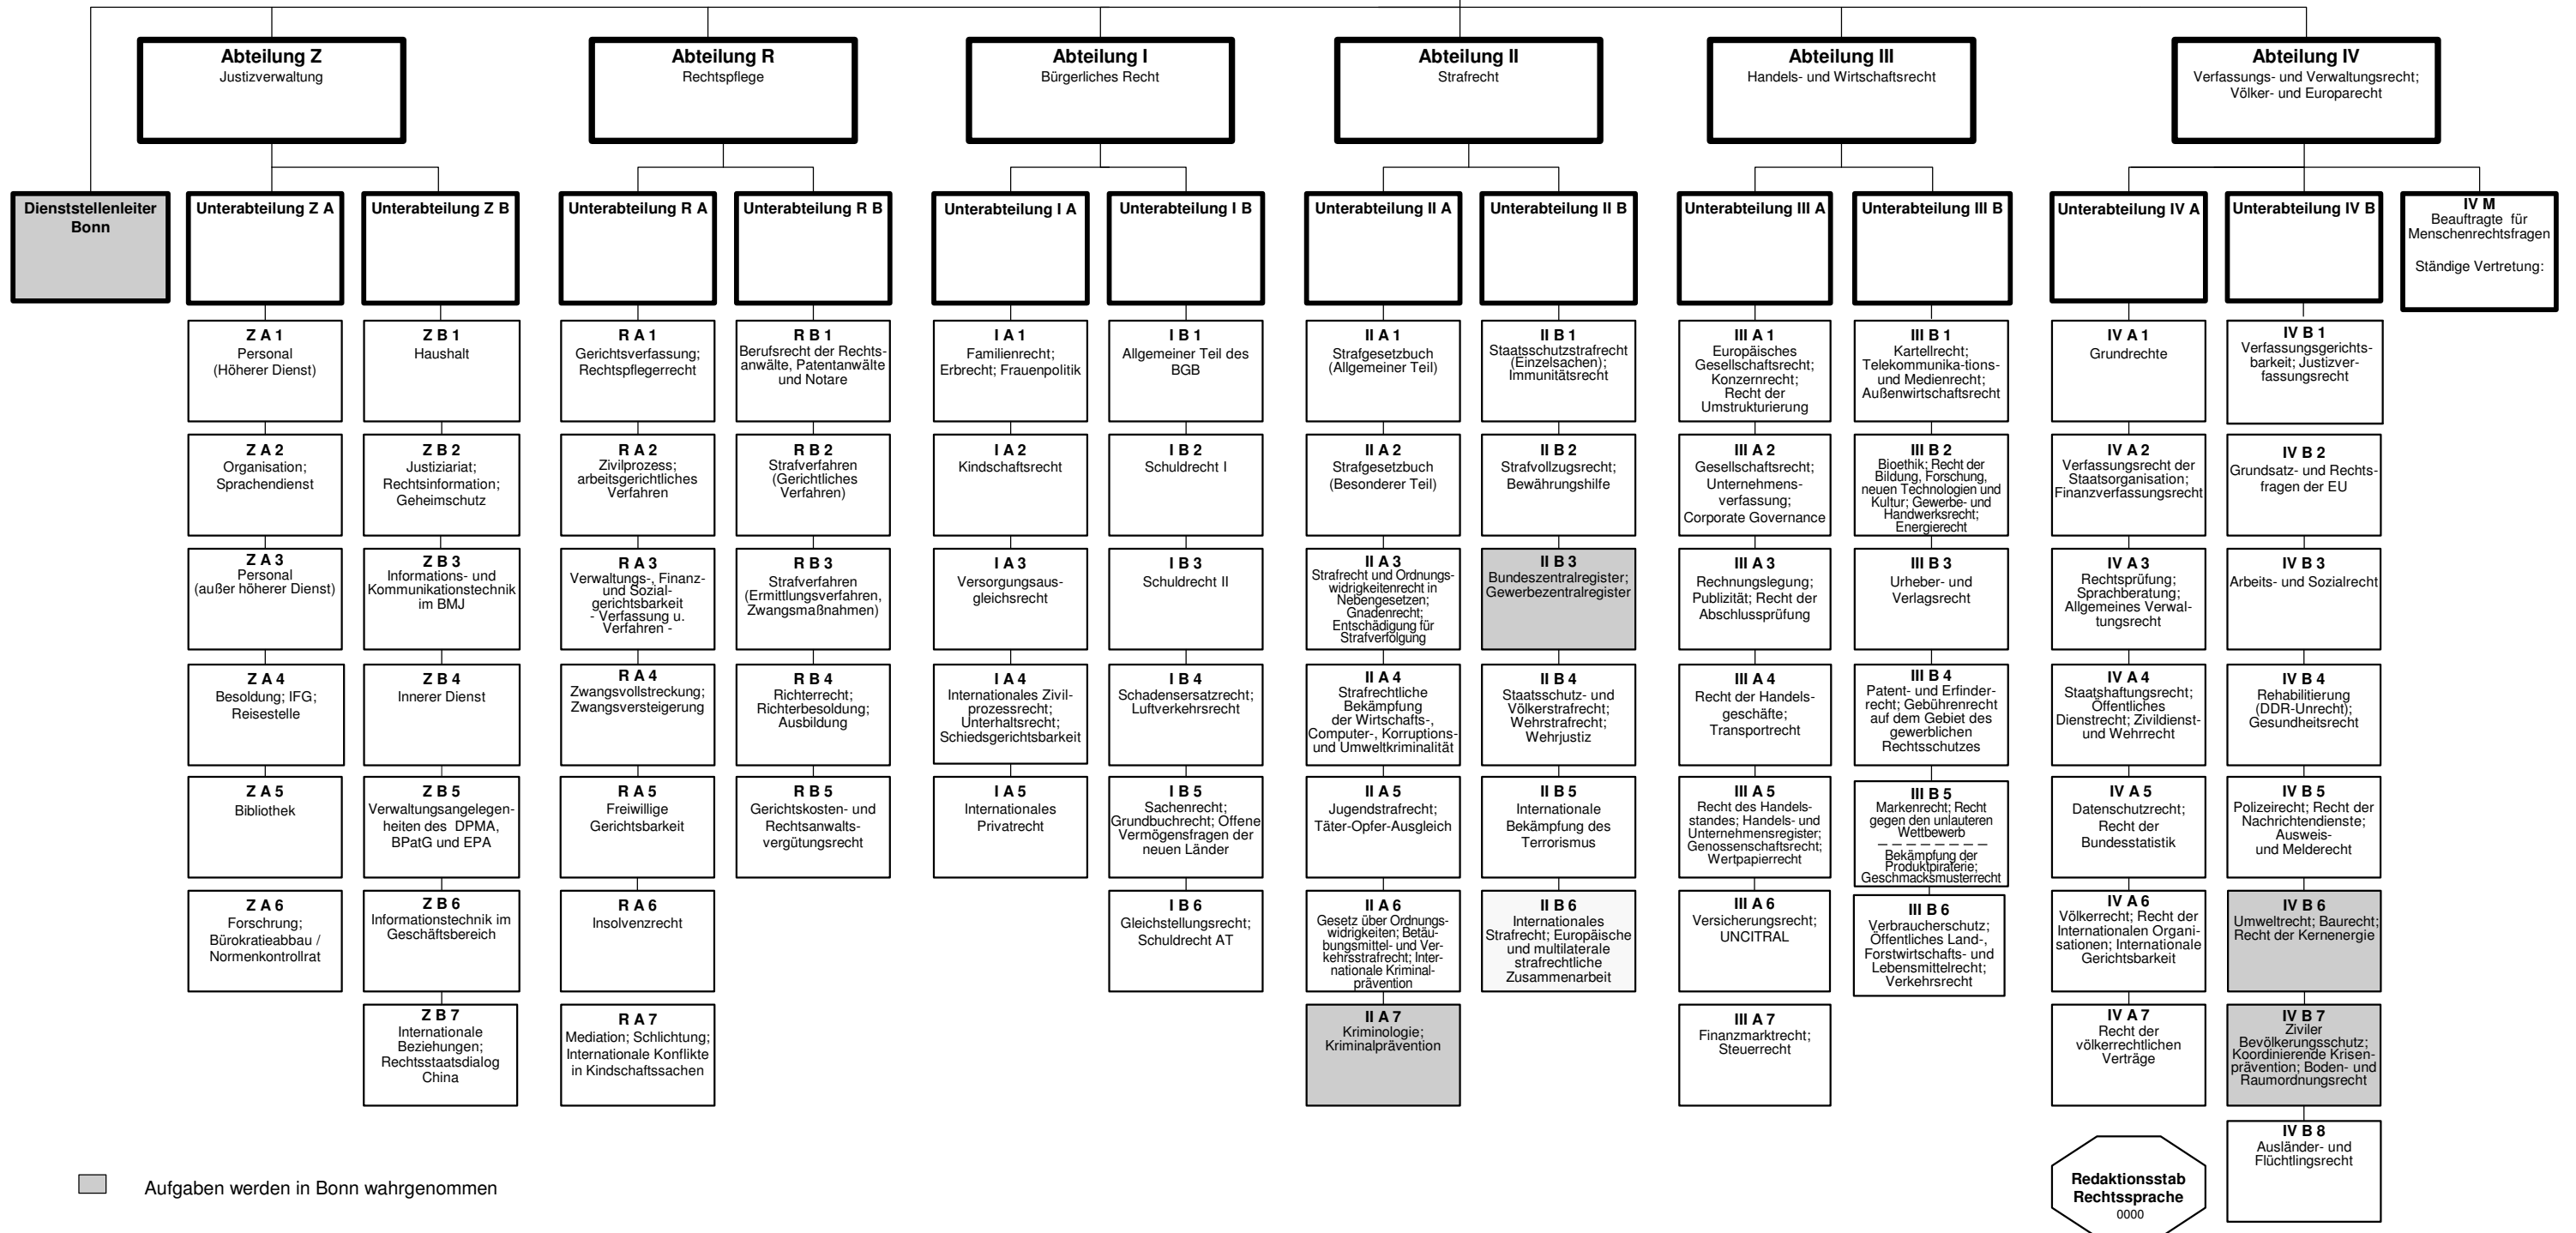 Abteilung Z
Justizverwaltung
Abteilung R
Rechtspflege
Abteilung I
Bürgerliches Recht
Abteilung II
Strafrecht
Abteilung III
Handels- und Wirtschaftsrecht
Abteilung IV
Verfassungs- und Verwaltungsrecht;
Völker- und Europarecht
Dienststellenleiter
Bonn
Unterabteilung Z A
Unterabteilung Z B
Unterabteilung R A
Unterabteilung R B
Unterabteilung I A
Unterabteilung I B
Unterabteilung II A
Unterabteilung II B
Unterabteilung III A
Unterabteilung III B
Unterabteilung IV A
Unterabteilung IV B
IV M
Beauftragte für
Menschenrechtsfragen
Ständige Vertretung:
Z A 1
Personal
(Höherer Dienst)
Z B 1
Haushalt
R A 1
Gerichtsverfassung;
Rechtspflegerrecht
R B 1
Berufsrecht der Rechts-
anwälte, Patentanwälte
und Notare
I A 1
Familienrecht;
Erbrecht; Frauenpolitik
I B 1
Allgemeiner Teil des
BGB
II A 1
Strafgesetzbuch
(Allgemeiner Teil)
II B 1
Staatsschutzstrafrecht
(Einzelsachen);
Immunitätsrecht
III A 1
Europäisches
Gesellschaftsrecht;
Konzernrecht;
Recht der
Umstrukturierung
III B 1
Kartellrecht;
Telekommunika-tions-
und Medienrecht;
Außenwirtschaftsrecht
IV A 1
Grundrechte
IV B 1
Verfassungsgerichts-
barkeit; Justizver-
fassungsrecht
Z A 2
Organisation;
Sprachendienst
Z B 2
Justiziariat;
Rechtsinformation;
Geheimschutz
R A 2
Zivilprozess;
arbeitsgerichtliches
Verfahren
R B 2
Strafverfahren
(Gerichtliches
Verfahren)
I A 2
Kindschaftsrecht
I B 2
Schuldrecht I
II A 2
Strafgesetzbuch
(Besonderer Teil)
II B 2
Strafvollzugsrecht;
Bewährungshilfe
III A 2
Gesellschaftsrecht;
Unternehmens-
verfassung;
Corporate Governance
III B 2
Bioethik; Recht der
Bildung, Forschung,
neuen Technologien und
Kultur; Gewerbe- und
Handwerksrecht;
Energierecht
IV A 2
Verfassungsrecht der
Staatsorganisation;
Finanzverfassungsrecht
IV B 2
Grundsatz- und Rechts-
fragen der EU
Z A 3
Personal
(außer höherer Dienst)
Z B 3
Informations- und
Kommunikationstechnik
im BMJ
R A 3
Verwaltungs-, Finanz-
und Sozial-
gerichtsbarkeit
- Verfassung u.
Verfahren -
R B 3
Strafverfahren
(Ermittlungsverfahren,
Zwangsmaßnahmen)
I A 3
Versorgungsaus-
gleichsrecht
I B 3
Schuldrecht II
II A 3
Strafrecht und Ordnungs-
widrigkeitenrecht in
Nebengesetzen;
Gnadenrecht;
Entschädigung für
Strafverfolgung
II B 3
Bundeszentralregister;
Gewerbezentralregister
III A 3
Rechnungslegung;
Publizität; Recht der
Abschlussprüfung
III B 3
Urheber- und
Verlagsrecht
IV A 3
Rechtsprüfung;
Sprachberatung;
Allgemeines Verwal-
tungsrecht
IV B 3
Arbeits- und Sozialrecht
Z A 4
Besoldung; IFG;
Reisestelle
Z B 4
Innerer Dienst
R A 4
Zwangsvollstreckung;
Zwangsversteigerung
R B 4
Richterrecht;
Richterbesoldung;
Ausbildung
I A 4
Internationales Zivil-
prozessrecht;
Unterhaltsrecht;
Schiedsgerichtsbarkeit
I B 4
Schadensersatzrecht;
Luftverkehrsrecht
II A 4
Strafrechtliche
Bekämpfung
der Wirtschafts-,
Computer-, Korruptions-
und Umweltkriminalität
II B 4
Staatsschutz- und
Völkerstrafrecht;
Wehrstrafrecht;
Wehrjustiz
III A 4
Recht der Handels-
geschäfte;
Transportrecht
III B 4
Patent- und Erfinder-
recht; Gebührenrecht
auf dem Gebiet des
gewerblichen
Rechtsschutzes
IV A 4
Staatshaftungsrecht;
Öffentliches
Dienstrecht; Zivildienst-
und Wehrrecht
IV B 4
Rehabilitierung
(DDR-Unrecht);
Gesundheitsrecht
Z A 5
Bibliothek
Z B 5
Verwaltungsangelegen-
heiten des DPMA,
BPatG und EPA
R A 5
Freiwillige
Gerichtsbarkeit
R B 5
Gerichtskosten- und
Rechtsanwalts-
vergütungsrecht
I A 5
Internationales
Privatrecht
I B 5
Sachenrecht;
Grundbuchrecht; Offene
Vermögensfragen der
neuen Länder
II A 5
Jugendstrafrecht;
Täter-Opfer-Ausgleich
II B 5
Internationale
Bekämpfung des
Terrorismus
III A 5
Recht des Handels-
standes; Handels- und
Unternehmensregister;
Genossenschaftsrecht;
Wertpapierrecht
III B 5
Markenrecht; Recht
gegen den unlauteren
Wettbewerb
Bekämpfung der
Produktpiraterie;
Geschmacksmusterrecht
IV A 5
Datenschutzrecht;
Recht der
Bundesstatistik
IV B 5
Polizeirecht; Recht der
Nachrichtendienste;
Ausweis-
und Melderecht
Z A 6
Forschrung;
Bürokratieabbau /
Normenkontrollrat
Z B 6
Informationstechnik im
Geschäftsbereich
R A 6
Insolvenzrecht
I B 6
Gleichstellungsrecht;
Schuldrecht AT
II A 6
Gesetz über Ordnungs-
widrigkeiten; Betäu-
bungsmittel- und Ver-
kehrsstrafrecht; Inter-
nationale Kriminal-
prävention
II B 6
Internationales
Strafrecht; Europäische
und multilaterale
strafrechtliche
Zusammenarbeit
III A 6
Versicherungsrecht;
UNCITRAL
III B 6
Verbraucherschutz;
Öffentliches Land-,
Forstwirtschafts- und
Lebensmittelrecht;
Verkehrsrecht
IV A 6
Völkerrecht; Recht der
Internationalen Organi-
sationen; Internationale
Gerichtsbarkeit
IV B 6
Umweltrecht; Baurecht;
Recht der Kernenergie
Z B 7
Internationale
Beziehungen;
Rechtsstaatsdialog
China
R A 7
Mediation; Schlichtung;
Internationale Konflikte
in Kindschaftssachen
II A 7
Kriminologie;
Kriminalprävention
III A 7
Finanzmarktrecht;
Steuerrecht
IV A 7
Recht der
völkerrechtlichen
Verträge
IV B 7
Ziviler
Bevölkerungsschutz;
Koordinierende Krisen-
prävention; Boden- und
Raumordnungsrecht
IV B 8
Ausländer- und
Flüchtlingsrecht
Redaktionsstab
Rechtssprache
0000
Aufgaben werden in Bonn wahrgenommen